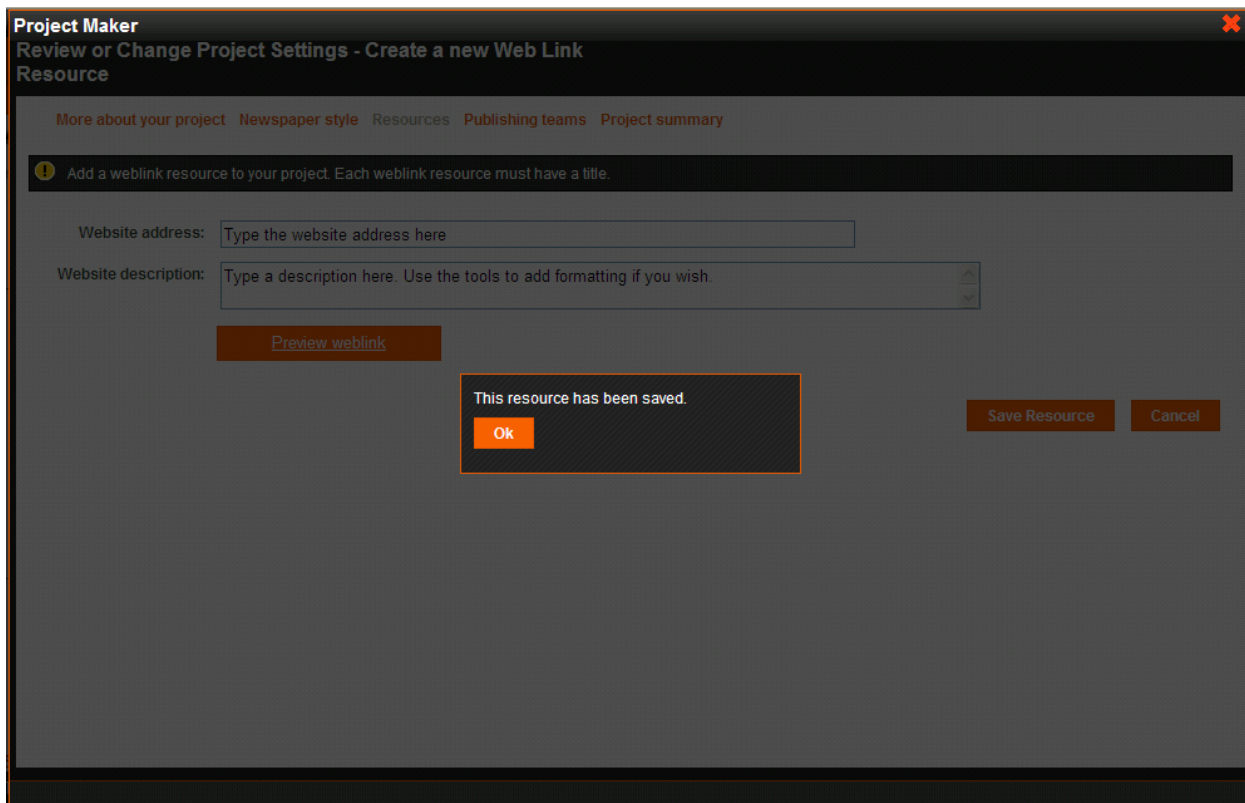 Project Maker
Review or Change Project Settings - Create a new Web Link
Resource
More about your project Newspaper style Resources Publishing teams Project summary
Add a weblink resource to your project. Each weblink resource must have a title.
Website address: Type the website address here
Website description: Type a description here. Use the tools to add formatting if you wish.
Preview weblink
This resource has been saved.
Ok
Save Resource Cancel